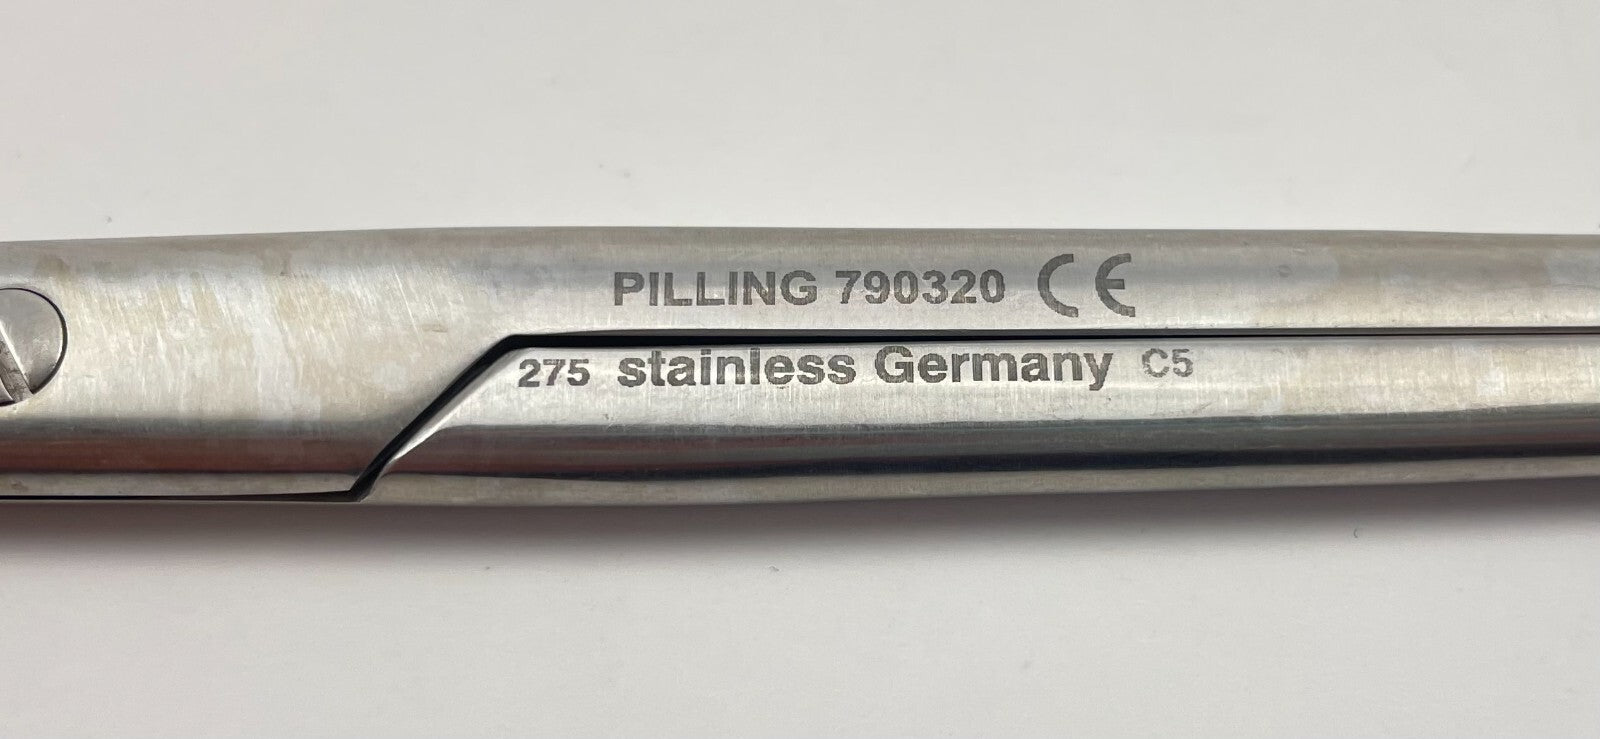 PILLING 790320 CE
275 stainless Germany C5